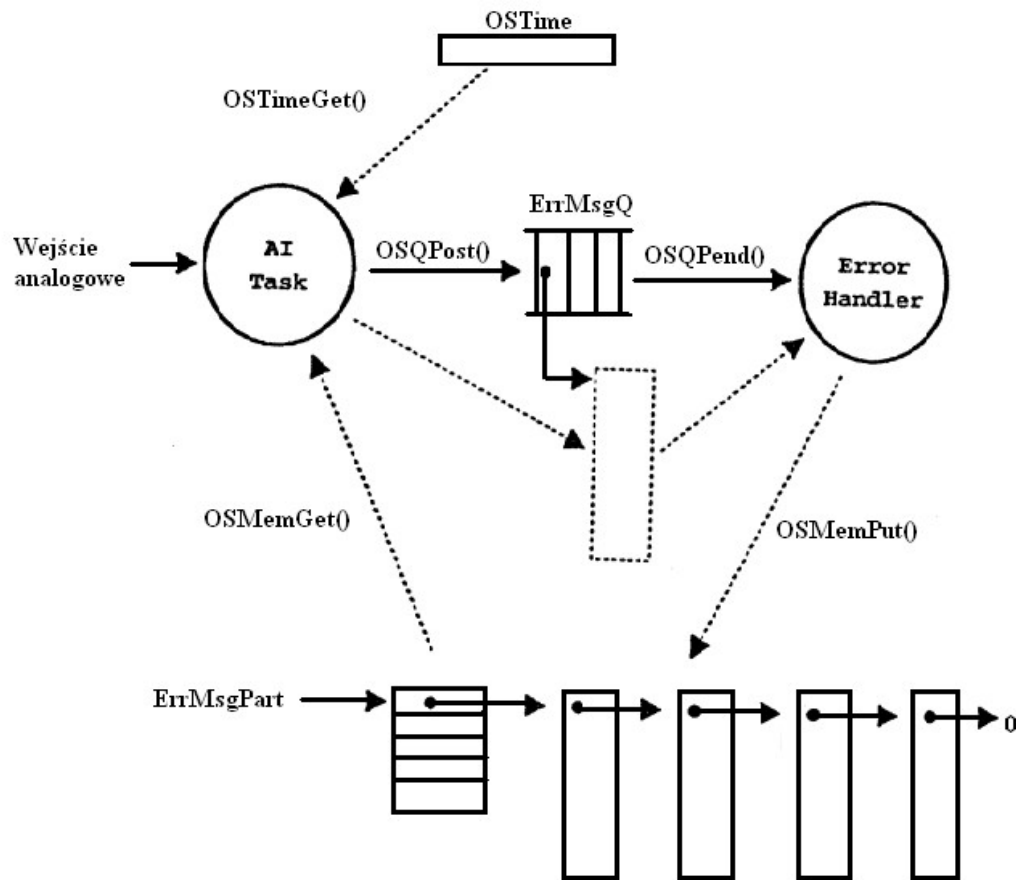 OSTime
OSTimeGet()
Wejście
analogowe
AI
Task
OSQPost()
ErrMsgQ
OSQPend()
Error
Handler
OSMemGet()
OSMemPut()
ErrMsgPart
0